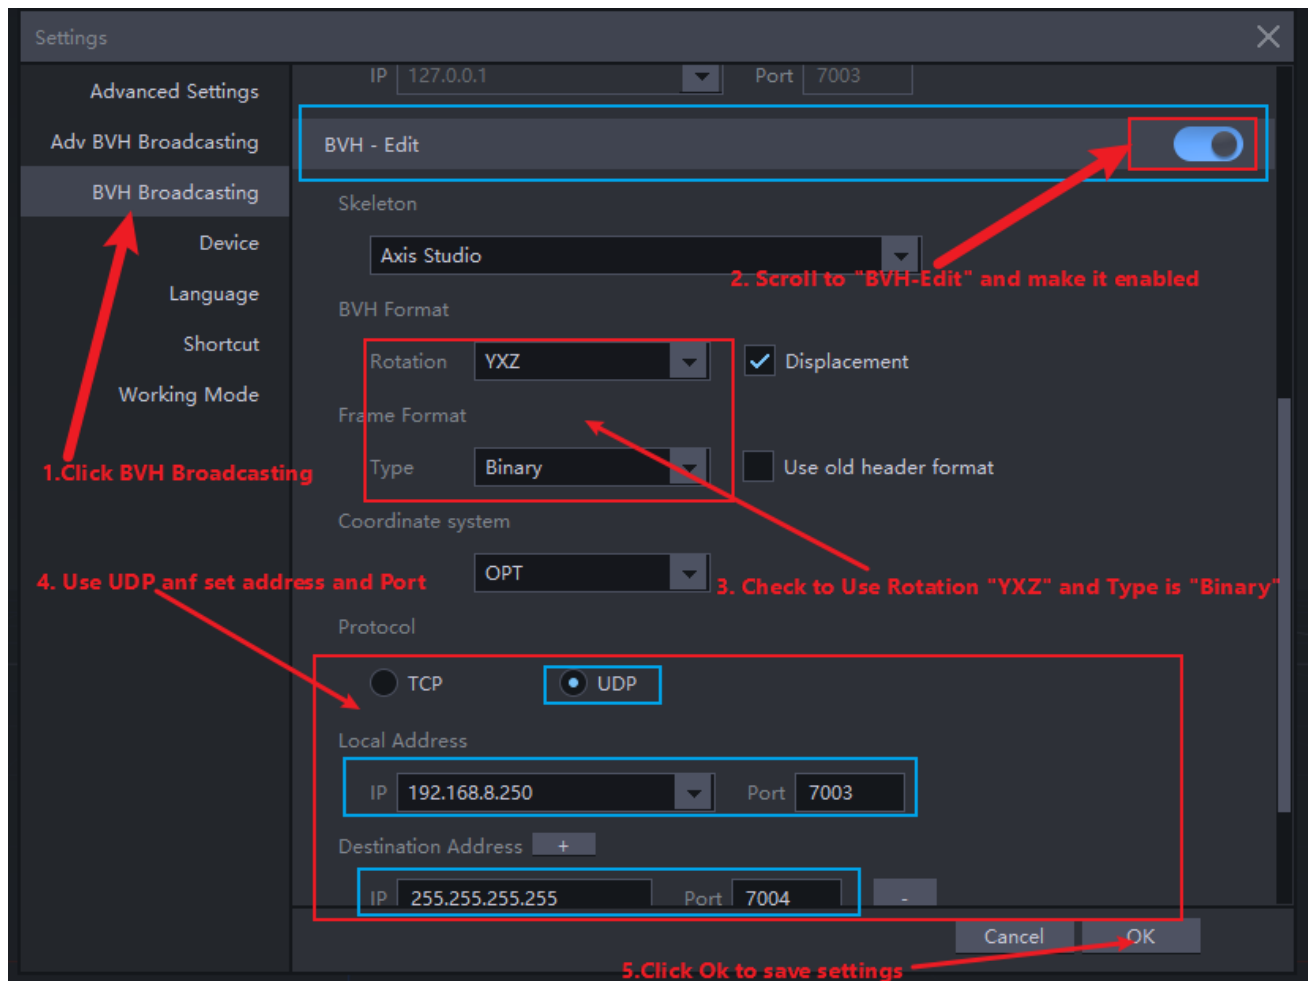 Settings
IP 127.0.0.1 Port 7003
Advanced Settings
Adv BVH Broadcasting
BVH - Edit
BVH Broadcasting
Skeleton
Device
Axis Studio
2. Scroll to "BVH-Edit" and make it enabled
Language
BVH Format
Shortcut
Rotation YXZ Displacement
Working Mode
Frame Format
1.Click BVH Broadcasting
Type Binary Use old header format
Coordinate system
OPT
4. Use UDP anf set address and Port
3. Check to Use Rotation "YXZ" and Type is "Binary"
Protocol
TCP UDP
Local Address
IP 192.168.8.250 Port 7003
Destination Address +
IP 255.255.255.255 Port 7004 -
Cancel OK
5.Click Ok to save settings